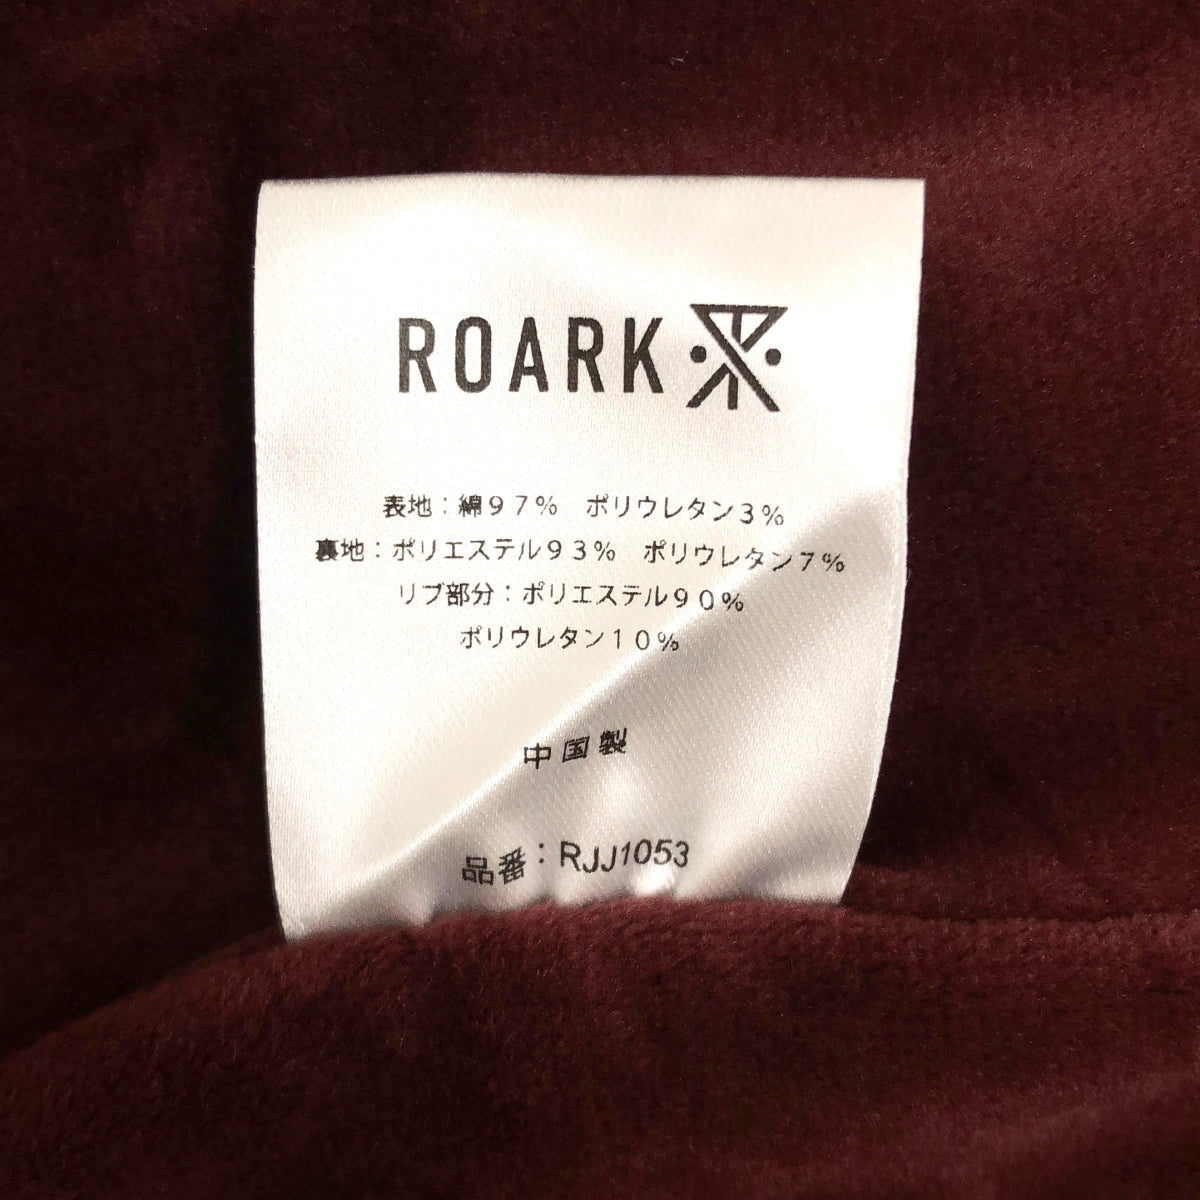 ROARK
表地：綿９７％　ポリウレタン３％
裏地：ポリエステル９３％　ポリウレタン７％
リブ部分：ポリエステル９０％
ポリウレタン１０％
中国製
品番：RJJ1053